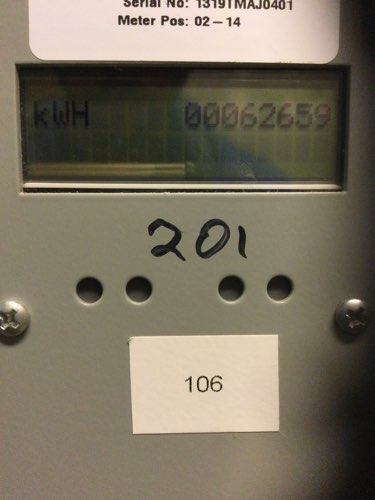 Serial No: 1319TMAJ0401
Meter Pos: 02-14
kWH 00062659
201
106